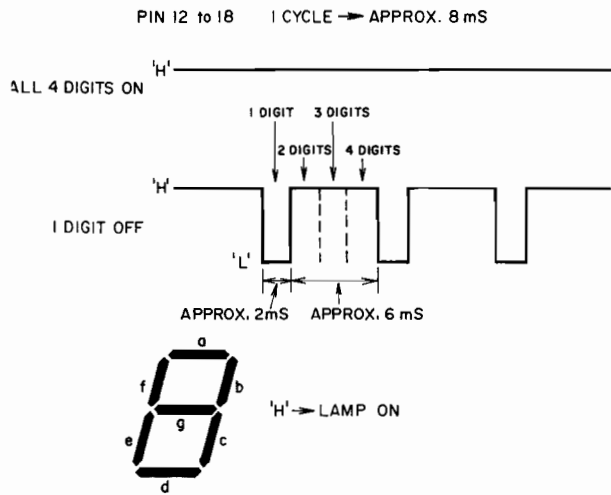 PIN 12 to 18 1 CYCLE → APPROX. 8 mS
'H'
ALL 4 DIGITS ON
1 DIGIT 3 DIGITS
2 DIGITS 4 DIGITS
'H'
1 DIGIT OFF
'L'
APPROX. 2mS APPROX. 6 mS
a
f b
'H' → LAMP ON
g
e c
d